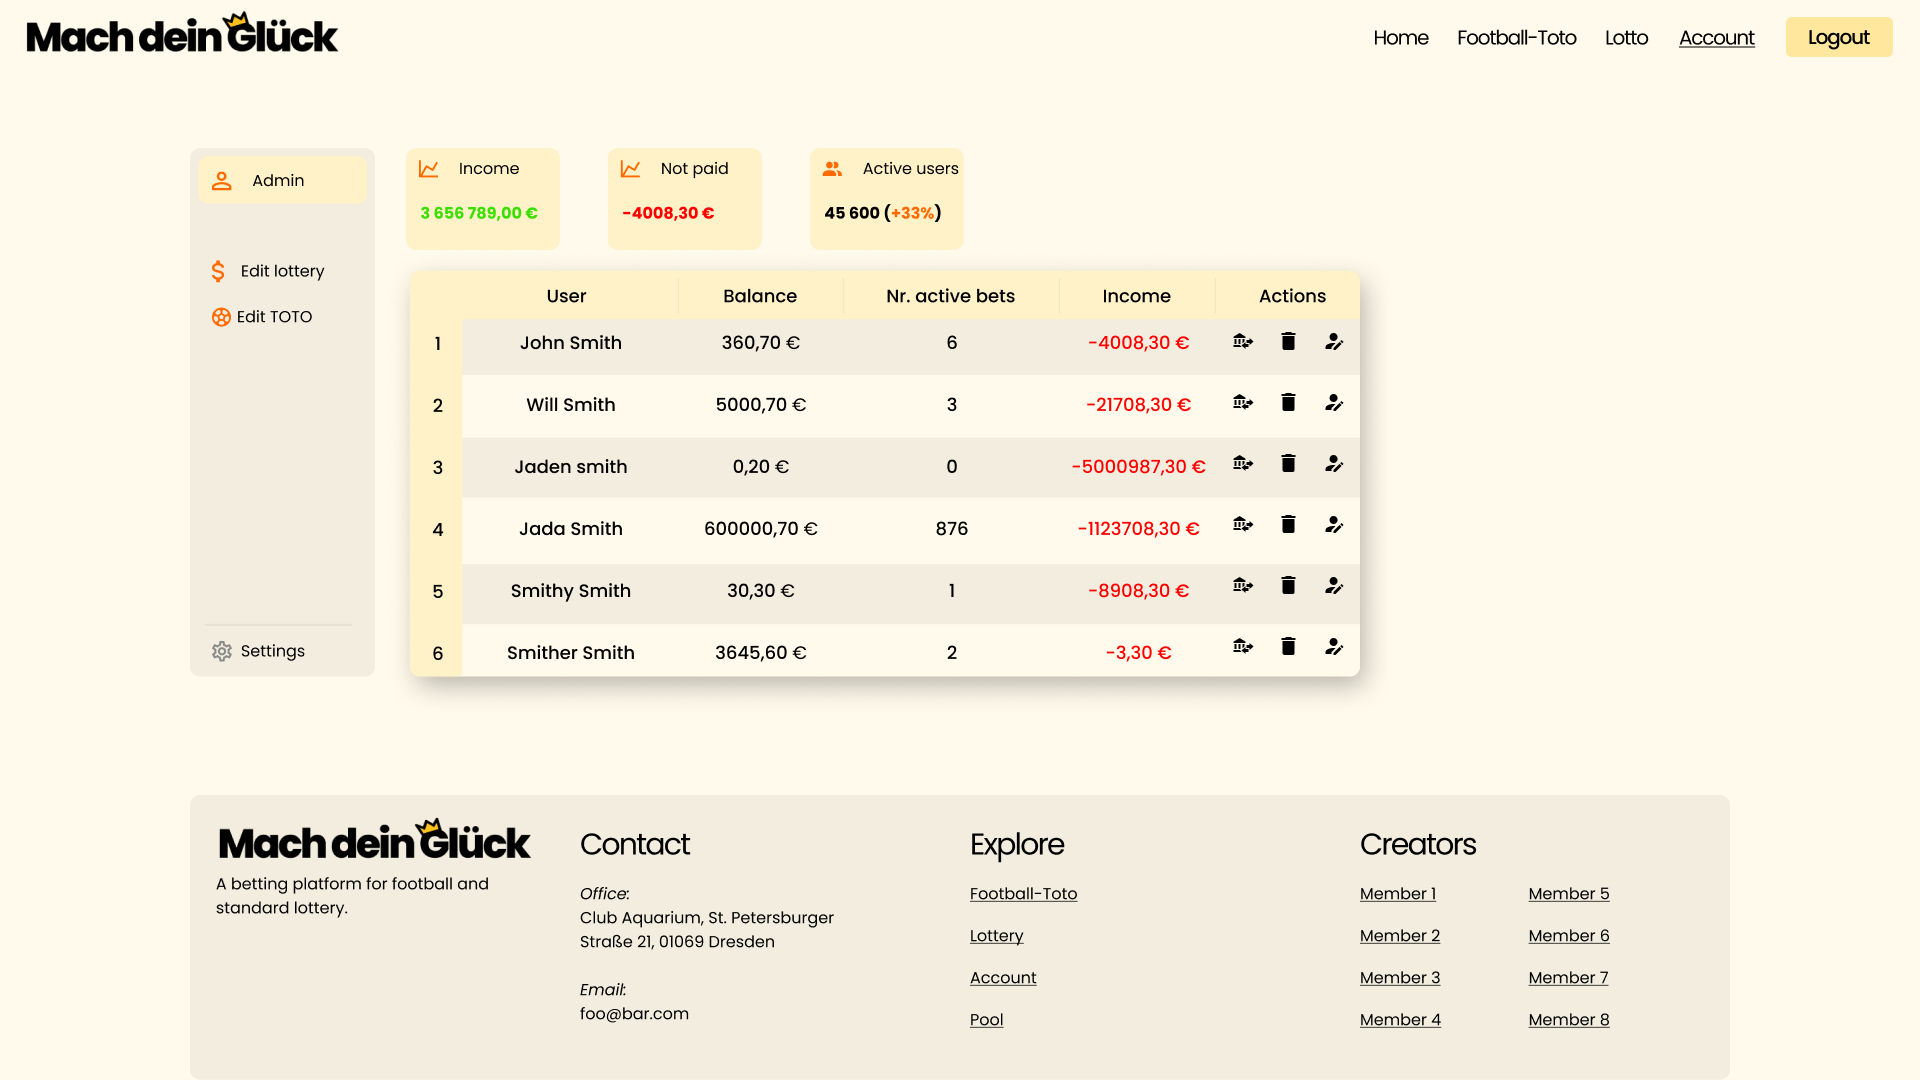 Mach dein Glück
Home Football-Toto Lotto Account Logout
Admin
Edit lottery
Edit TOTO
Settings
Income
3 656 789,00 €
Not paid
-4008,30 €
Active users
45 600 (+33%)
User Balance Nr. active bets Income Actions
1 John Smith 360,70 € 6 -4008,30 €
2 Will Smith 5000,70 € 3 -21708,30 €
3 Jaden smith 0,20 € 0 -5000987,30 €
4 Jada Smith 600000,70 € 876 -1123708,30 €
5 Smithy Smith 30,30 € 1 -8908,30 €
6 Smither Smith 3645,60 € 2 -3,30 €
Mach dein Glück
A betting platform for football and
standard lottery.
Contact
Office:
Club Aquarium, St. Petersburger
Straße 21, 01069 Dresden
Email:
foo@bar.com
Explore
Football-Toto
Lottery
Account
Pool
Creators
Member 1
Member 2
Member 3
Member 4
Member 5
Member 6
Member 7
Member 8